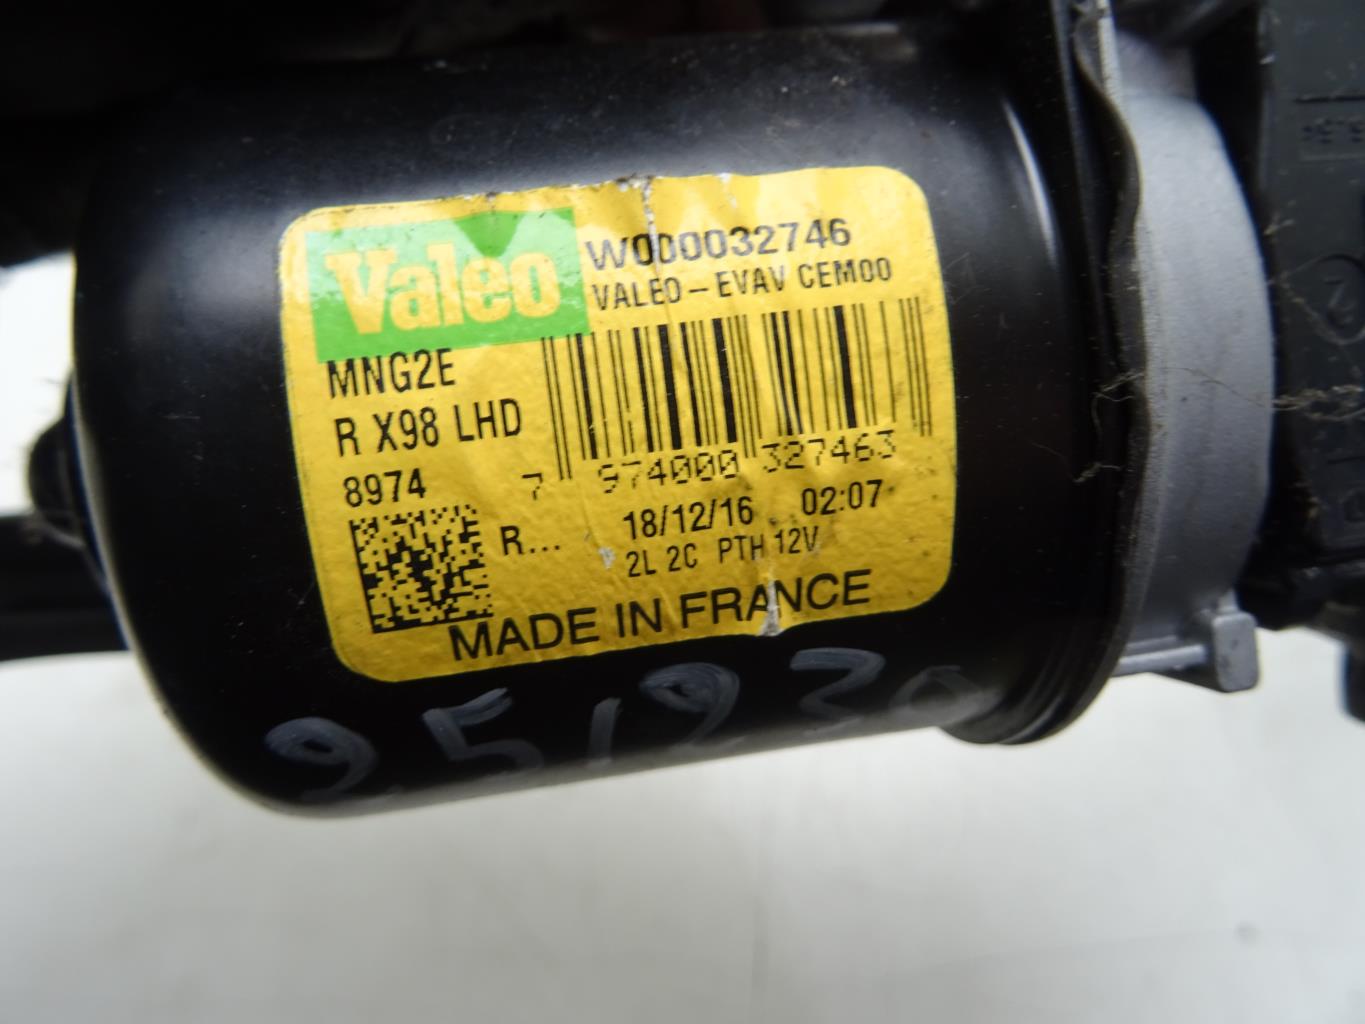 Valeo
W000032746
VALEO - EVAV CEM00
MNG2E
R X98 LHD
8974
7 974000 327463
R... 18/12/16 02:07
2L 2C PTH 12V
MADE IN FRANCE